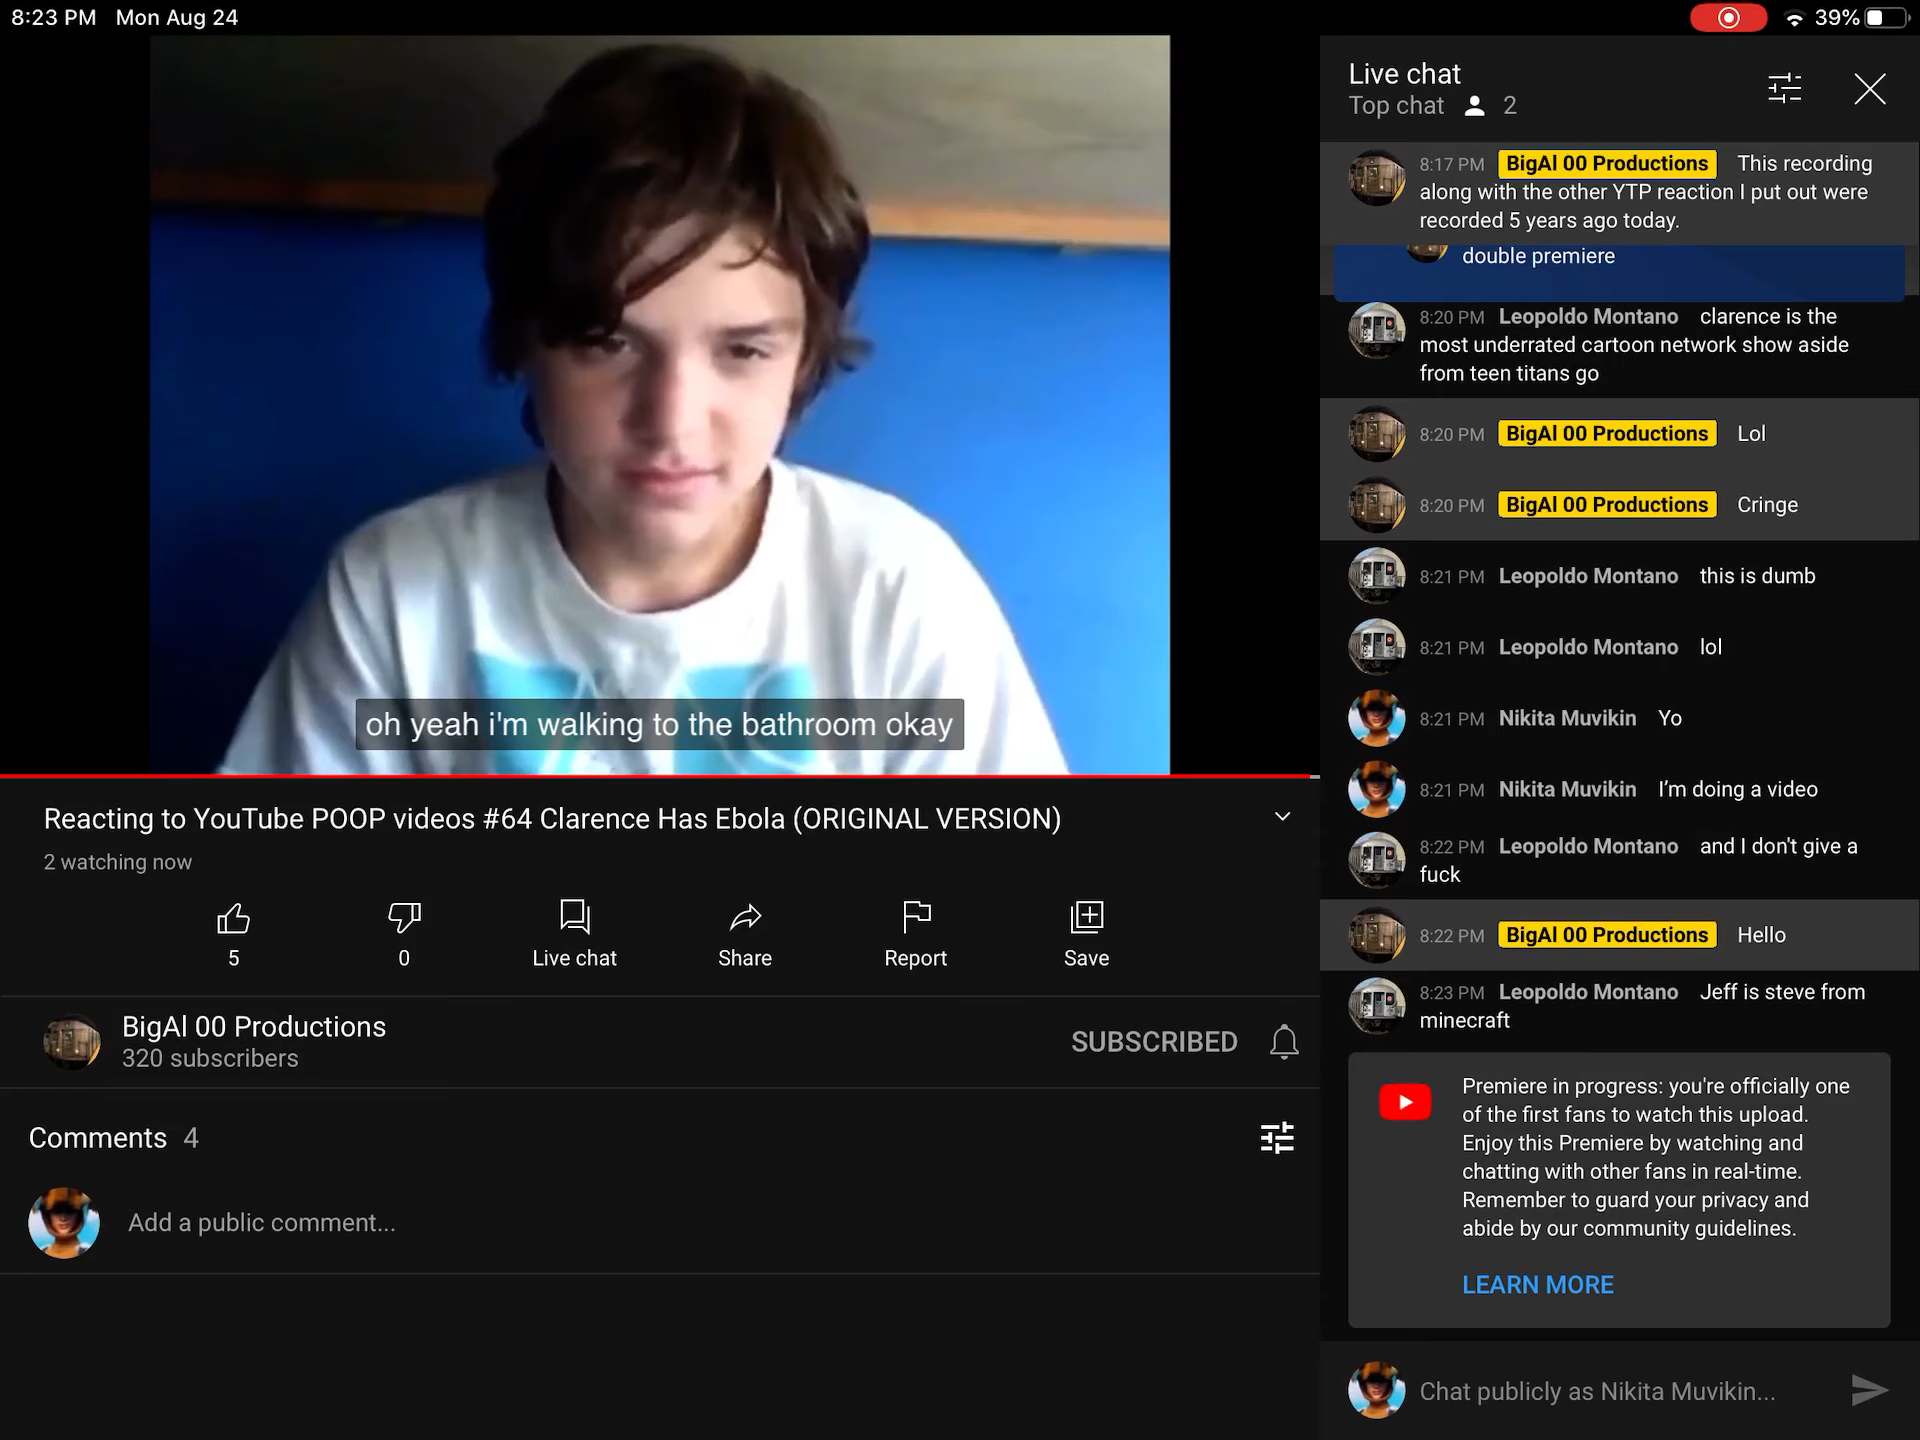 8:23 PM Mon Aug 24
39%
oh yeah i'm walking to the bathroom okay
Reacting to YouTube POOP videos #64 Clarence Has Ebola (ORIGINAL VERSION)
2 watching now
5
0
Live chat
Share
Report
Save
BigAl 00 Productions
320 subscribers
SUBSCRIBED
Comments 4
Add a public comment...
Live chat
Top chat 2
8:17 PM BigAl 00 Productions This recording
along with the other YTP reaction I put out were
recorded 5 years ago today.
double premiere
8:20 PM Leopoldo Montano clarence is the
most underrated cartoon network show aside
from teen titans go
8:20 PM BigAl 00 Productions Lol
8:20 PM BigAl 00 Productions Cringe
8:21 PM Leopoldo Montano this is dumb
8:21 PM Leopoldo Montano lol
8:21 PM Nikita Muvikin Yo
8:21 PM Nikita Muvikin I'm doing a video
8:22 PM Leopoldo Montano and I don't give a
fuck
8:22 PM BigAl 00 Productions Hello
8:23 PM Leopoldo Montano Jeff is steve from
minecraft
Premiere in progress: you're officially one
of the first fans to watch this upload.
Enjoy this Premiere by watching and
chatting with other fans in real-time.
Remember to guard your privacy and
abide by our community guidelines.
LEARN MORE
Chat publicly as Nikita Muvikin...